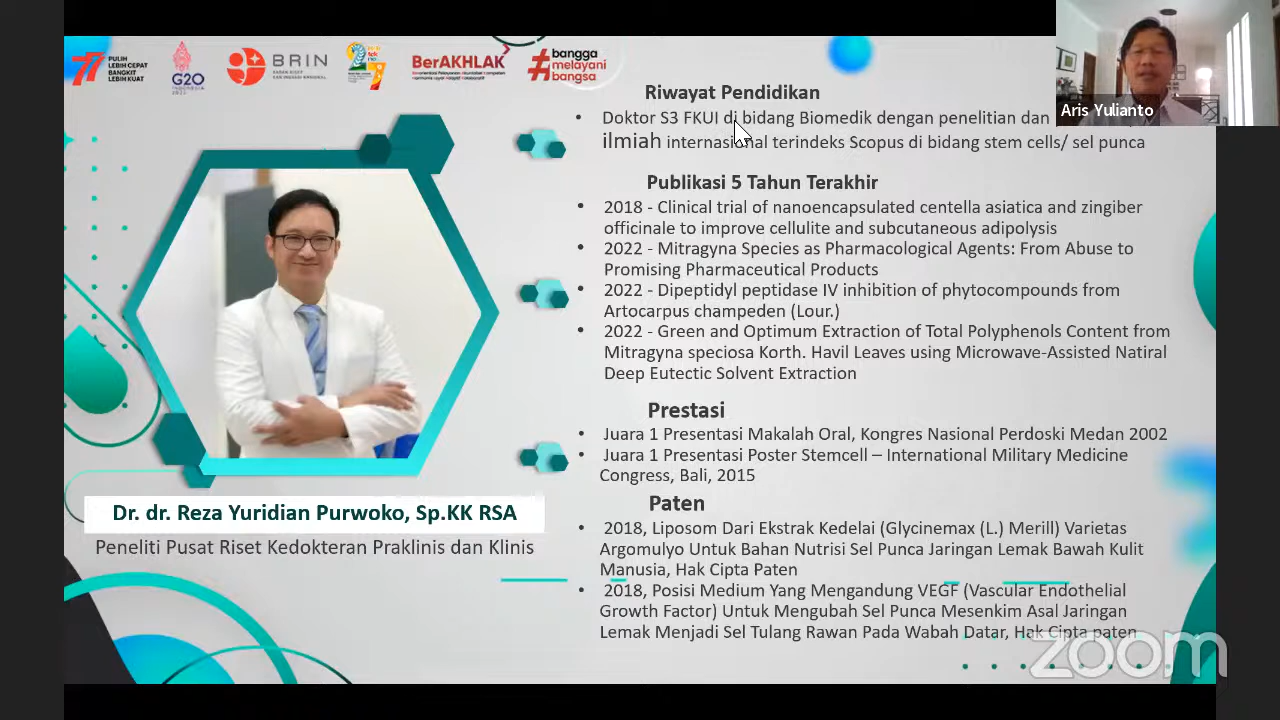 77 PULIH
LEBIH CEPAT
BANGKIT
LEBIH KUAT
G20
INDONESIA
2022
BRIN
BADAN RISET
DAN INOVASI NASIONAL
BerAKHLAK
#bangga
melayani
bangsa
Aris Yulianto
Riwayat Pendidikan
• Doktor S3 FKUI di bidang Biomedik dengan penelitian dan
ilmiah internasional terindeks Scopus di bidang stem cells/ sel punca
Publikasi 5 Tahun Terakhir
• 2018 - Clinical trial of nanoencapsulated centella asiatica and zingiber
officinale to improve cellulite and subcutaneous adipolysis
• 2022 - Mitragyna Species as Pharmacological Agents: From Abuse to
Promising Pharmaceutical Products
• 2022 - Dipeptidyl peptidase IV inhibition of phytocompounds from
Artocarpus champeden (Lour.)
• 2022 - Green and Optimum Extraction of Total Polyphenols Content from
Mitragyna speciosa Korth. Havil Leaves using Microwave-Assisted Natiral
Deep Eutectic Solvent Extraction
Prestasi
• Juara 1 Presentasi Makalah Oral, Kongres Nasional Perdoski Medan 2002
• Juara 1 Presentasi Poster Stemcell – International Military Medicine
Congress, Bali, 2015
Paten
• 2018, Liposom Dari Ekstrak Kedelai (Glycinemax (L.) Merill) Varietas
Argomulyo Untuk Bahan Nutrisi Sel Punca Jaringan Lemak Bawah Kulit
Manusia, Hak Cipta Paten
• 2018, Posisi Medium Yang Mengandung VEGF (Vascular Endothelial
Growth Factor) Untuk Mengubah Sel Punca Mesenkim Asal Jaringan
Lemak Menjadi Sel Tulang Rawan Pada Wabah Datar, Hak Cipta paten
Dr. dr. Reza Yuridian Purwoko, Sp.KK RSA
Peneliti Pusat Riset Kedokteran Praklinis dan Klinis
zoom